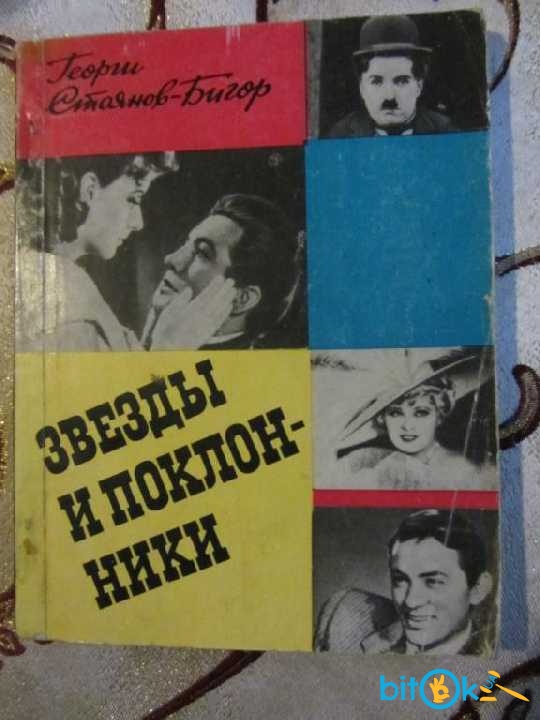 Георги
Стоянов-Бигор
ЗВЕЗДЫ
И ПОКЛОН-
НИКИ
bitOk